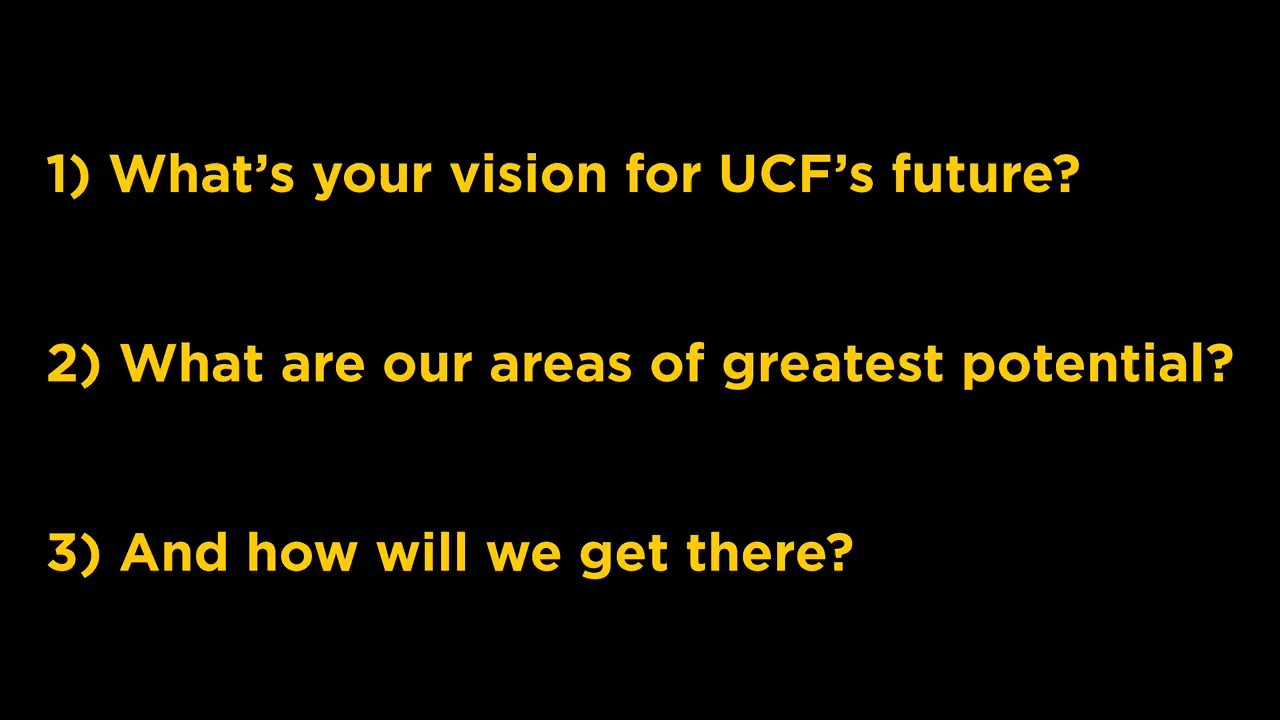 1) What’s your vision for UCF’s future?
2) What are our areas of greatest potential?
3) And how will we get there?